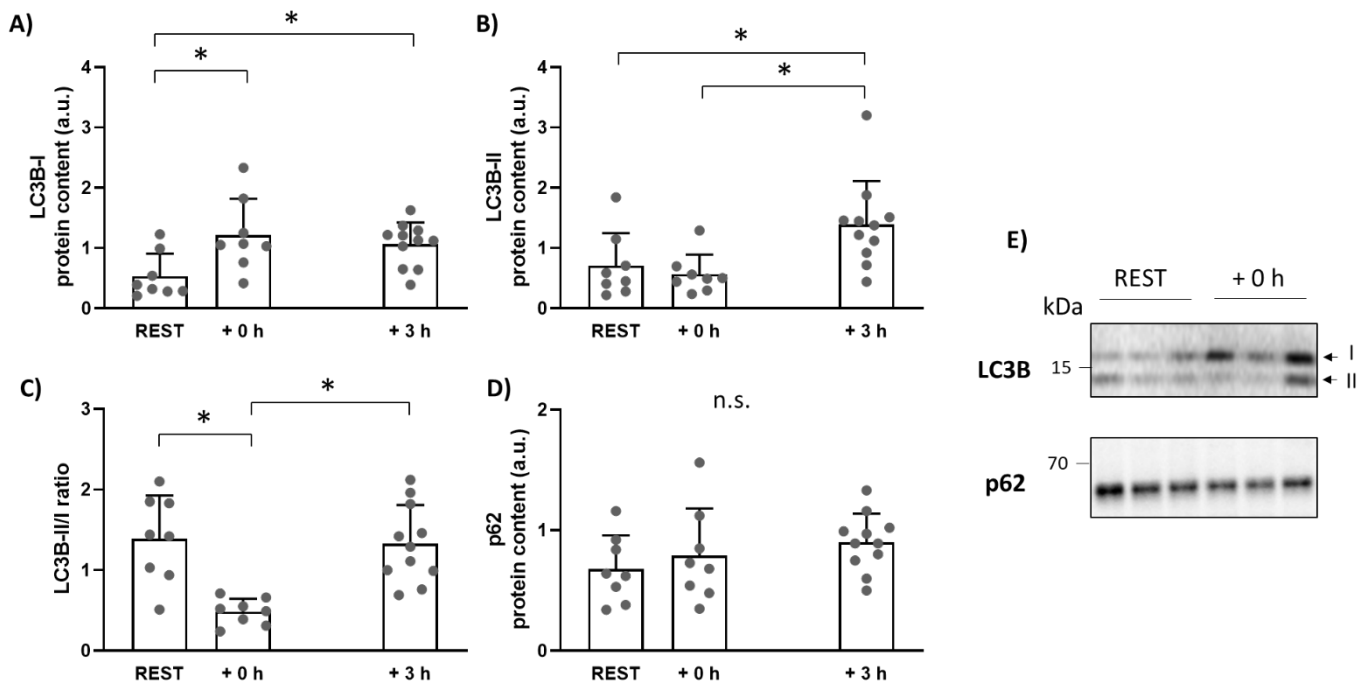 A)
*
*
LC3B-I
protein content (a.u.)
4
3
2
1
0
REST
+ 0 h
+ 3 h
B)
*
*
LC3B-II
protein content (a.u.)
4
3
2
1
0
REST
+ 0 h
+ 3 h
C)
*
*
LC3B-II/I ratio
3
2
1
0
REST
+ 0 h
+ 3 h
D)
n.s.
p62
protein content (a.u.)
2
1
0
REST
+ 0 h
+ 3 h
E)
REST
+ 0 h
kDa
LC3B
15
I
II
70
p62